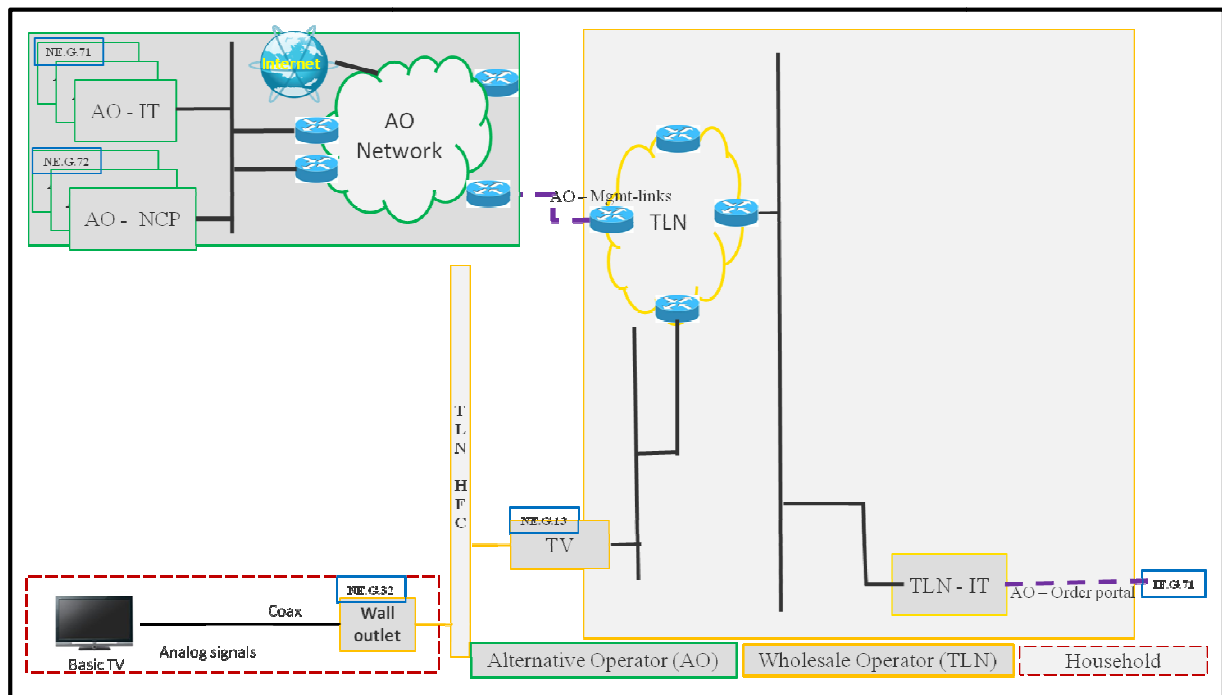 NE.G.71
AO - IT
NE.G.72
AO - NCP
Internet
AO
Network
AO – Mgmt-links
TLN
TLN HFC
NE.G.13
TV
NE.G.32
Wall
outlet
Coax
Analog signals
Basic TV
TLN - IT
AO – Order portal
IF.G.71
Alternative Operator (AO)
Wholesale Operator (TLN)
Household